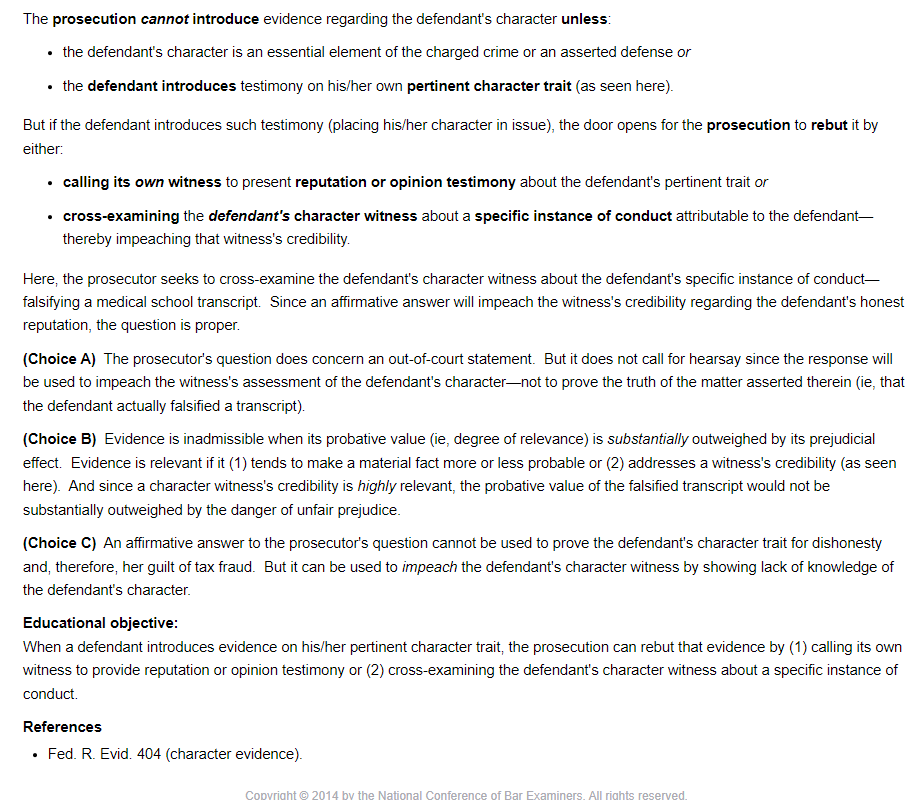 The prosecution cannot introduce evidence regarding the defendant's character unless:
• the defendant's character is an essential element of the charged crime or an asserted defense or
• the defendant introduces testimony on his/her own pertinent character trait (as seen here).
But if the defendant introduces such testimony (placing his/her character in issue), the door opens for the prosecution to rebut it by
either:
• calling its own witness to present reputation or opinion testimony about the defendant's pertinent trait or
• cross-examining the defendant's character witness about a specific instance of conduct attributable to the defendant—
thereby impeaching that witness's credibility.
Here, the prosecutor seeks to cross-examine the defendant's character witness about the defendant's specific instance of conduct—
falsifying a medical school transcript. Since an affirmative answer will impeach the witness's credibility regarding the defendant's honest
reputation, the question is proper.
(Choice A) The prosecutor's question does concern an out-of-court statement. But it does not call for hearsay since the response will
be used to impeach the witness's assessment of the defendant's character—not to prove the truth of the matter asserted therein (ie, that
the defendant actually falsified a transcript).
(Choice B) Evidence is inadmissible when its probative value (ie, degree of relevance) is substantially outweighed by its prejudicial
effect. Evidence is relevant if it (1) tends to make a material fact more or less probable or (2) addresses a witness's credibility (as seen
here). And since a character witness's credibility is highly relevant, the probative value of the falsified transcript would not be
substantially outweighed by the danger of unfair prejudice.
(Choice C) An affirmative answer to the prosecutor's question cannot be used to prove the defendant's character trait for dishonesty
and, therefore, her guilt of tax fraud. But it can be used to impeach the defendant's character witness by showing lack of knowledge of
the defendant's character.
Educational objective:
When a defendant introduces evidence on his/her pertinent character trait, the prosecution can rebut that evidence by (1) calling its own
witness to provide reputation or opinion testimony or (2) cross-examining the defendant's character witness about a specific instance of
conduct.
References
• Fed. R. Evid. 404 (character evidence).
Copyright © 2014 by the National Conference of Bar Examiners. All rights reserved.